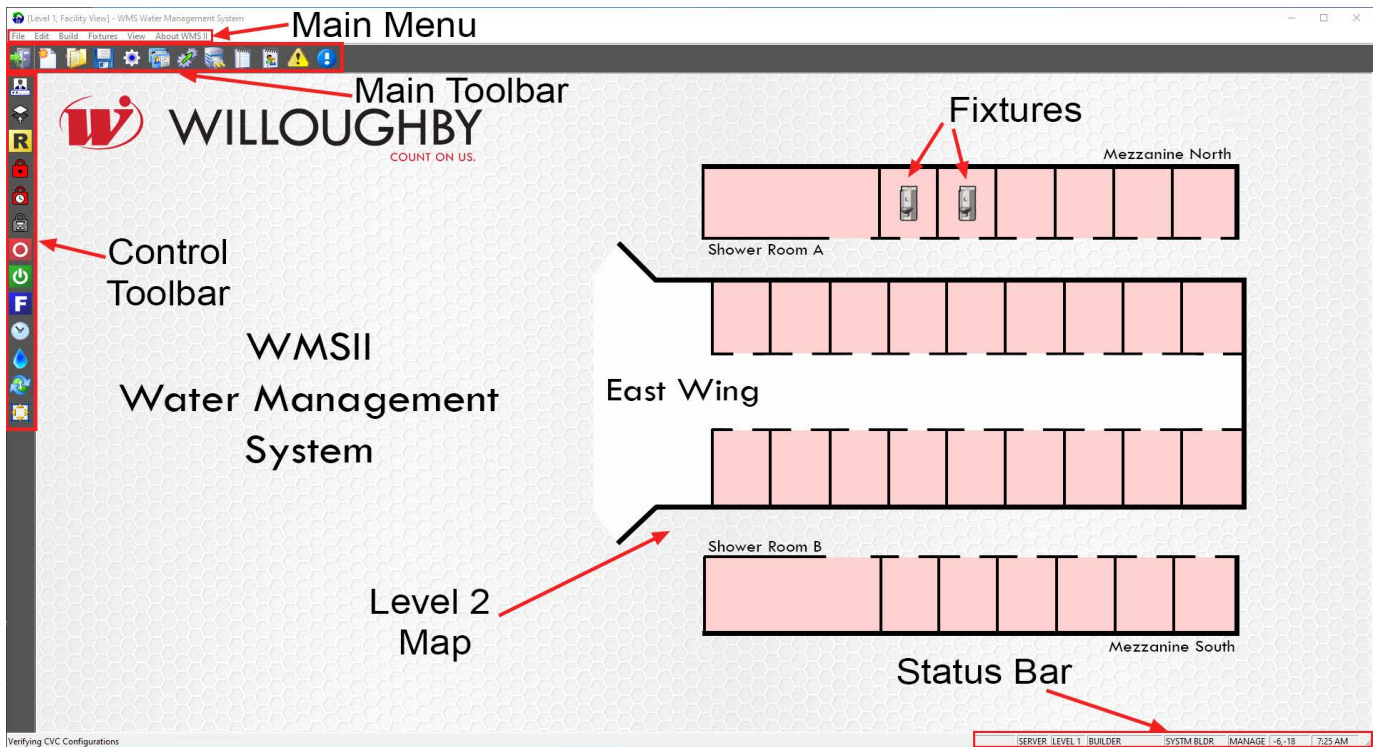 [Level 1, Facility View] - WMS Water Management System
Main Menu
File Edit Build Fixtures View About WMS II
Main Toolbar
WILLOUGHBY
COUNT ON US.
Fixtures
Mezzanine North
R
Control
Toolbar
Shower Room A
F
WMSII
Water Management
System
East Wing
Shower Room B
Level 2
Map
Mezzanine South
Status Bar
Verifying CVC Configurations SERVER LEVEL 1 BUILDER SYSTM BLDR MANAGE -6,-18 7:25 AM